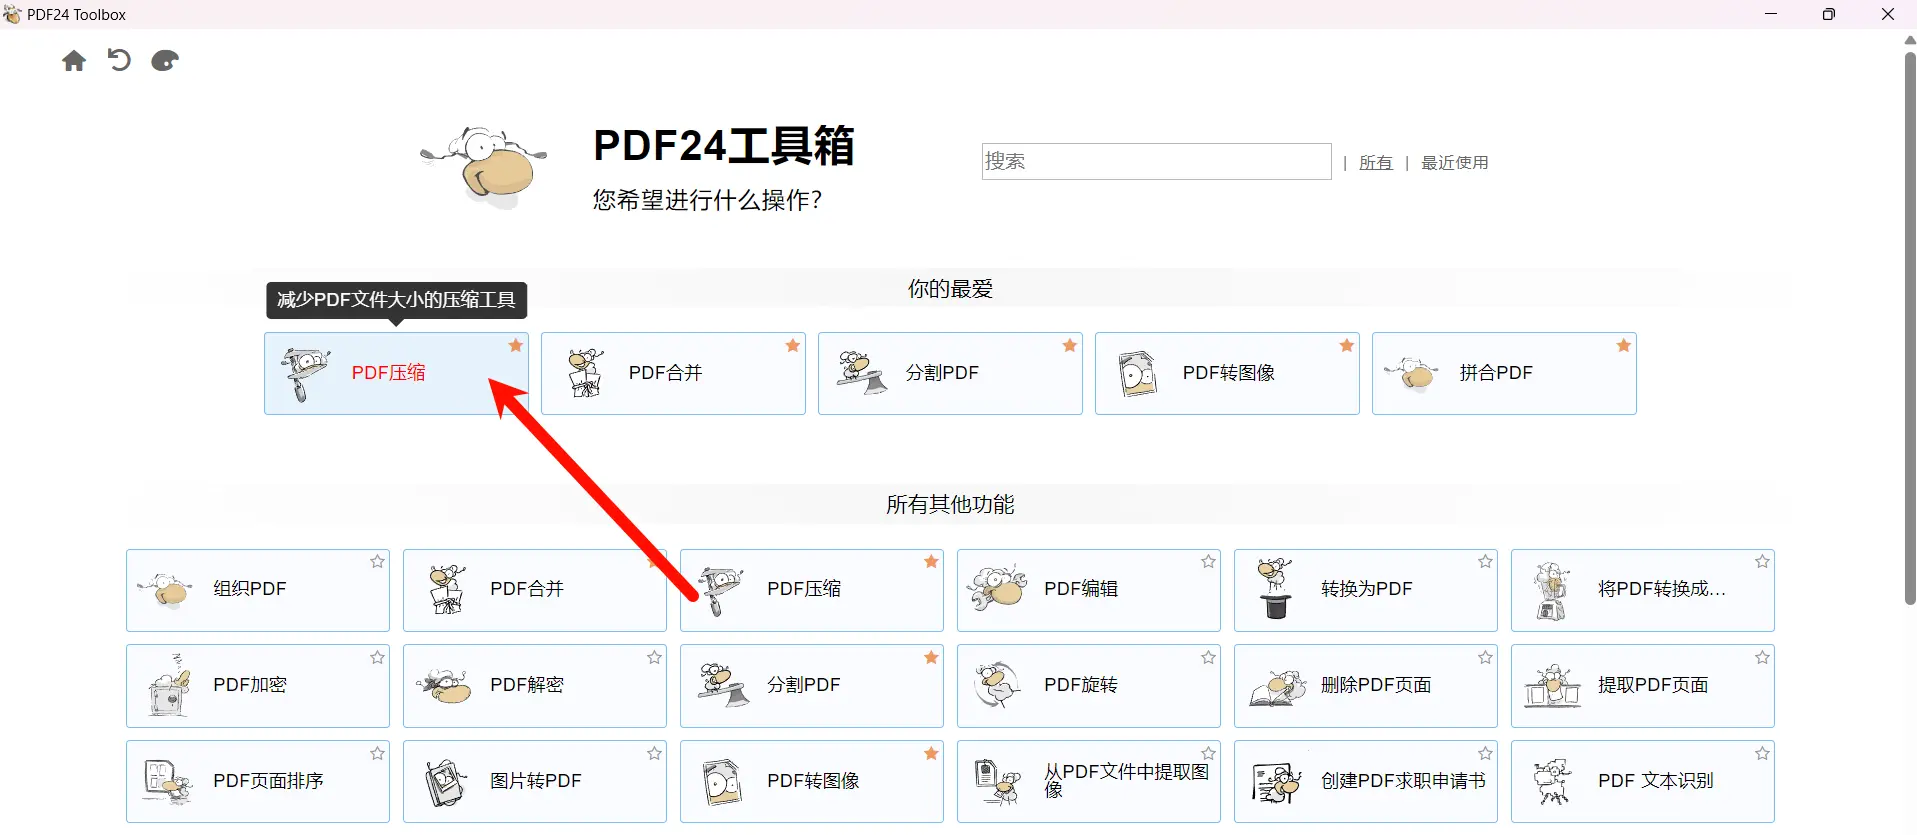 PDF24 Toolbox
PDF24工具箱
搜索
| 所有 | 最近使用
您希望进行什么操作?
你的最爱
减少PDF文件大小的压缩工具
PDF压缩
PDF合并
分割PDF
PDF转图像
拼合PDF
所有其他功能
组织PDF
PDF合并
PDF压缩
PDF编辑
转换为PDF
将PDF转换成...
PDF加密
PDF解密
分割PDF
PDF旋转
删除PDF页面
提取PDF页面
PDF页面排序
图片转PDF
PDF转图像
从PDF文件中提取图
像
创建PDF求职申请书
PDF 文本识别